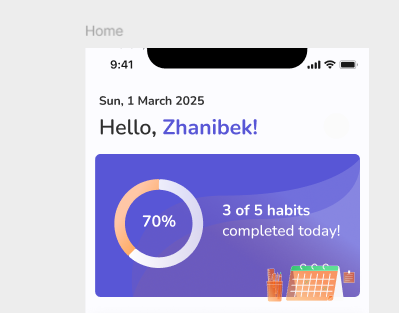 Home
9:41
Sun, 1 March 2025
Hello, Zhanibek!
70%
3 of 5 habits
completed today!